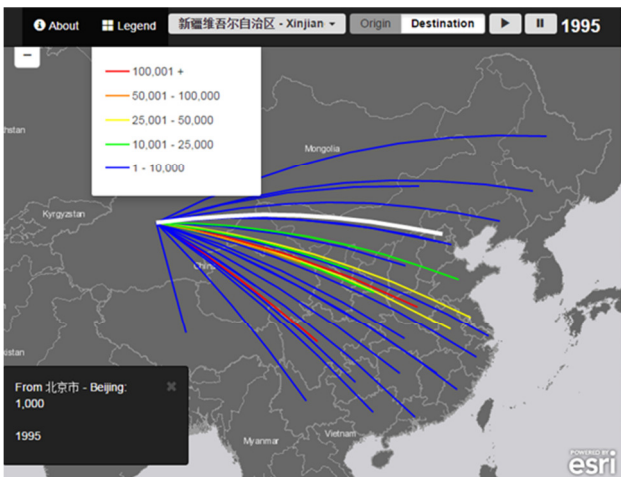 About
Legend
新疆维吾尔自治区 - Xinjian
Origin
Destination
1995
100,001 +
50,001 - 100,000
25,001 - 50,000
10,001 - 25,000
1 - 10,000
Mongolia
Kyrgyzstan
China
From 北京市 - Beijing:
1,000
1995
Myanmar
Vietnam
POWERED BY
esri